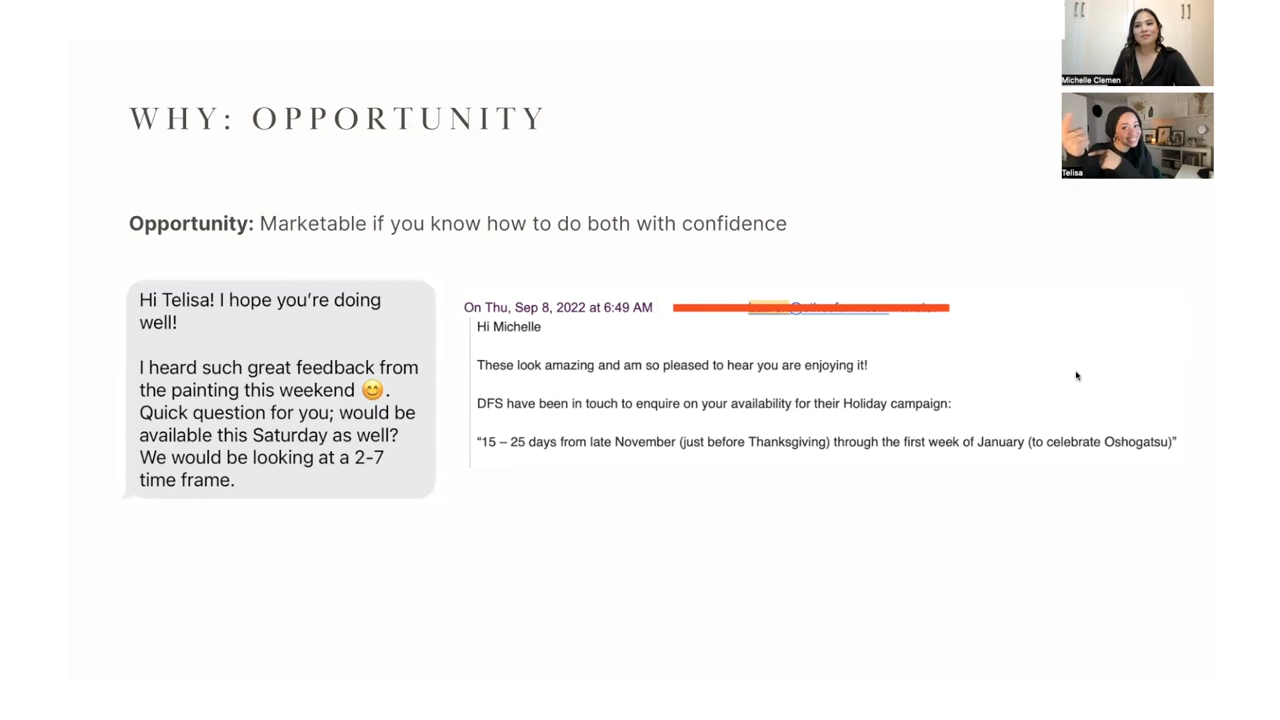 WHY: OPPORTUNITY
Opportunity: Marketable if you know how to do both with confidence
Hi Telisa! I hope you're doing
well!
I heard such great feedback from
the painting this weekend 😊.
Quick question for you; would be
available this Saturday as well?
We would be looking at a 2-7
time frame.
On Thu, Sep 8, 2022 at 6:49 AM
Hi Michelle
These look amazing and am so pleased to hear you are enjoying it!
DFS have been in touch to enquire on your availability for their Holiday campaign:
“15 – 25 days from late November (just before Thanksgiving) through the first week of January (to celebrate Oshogatsu)”
Michelle Clemen
Telisa